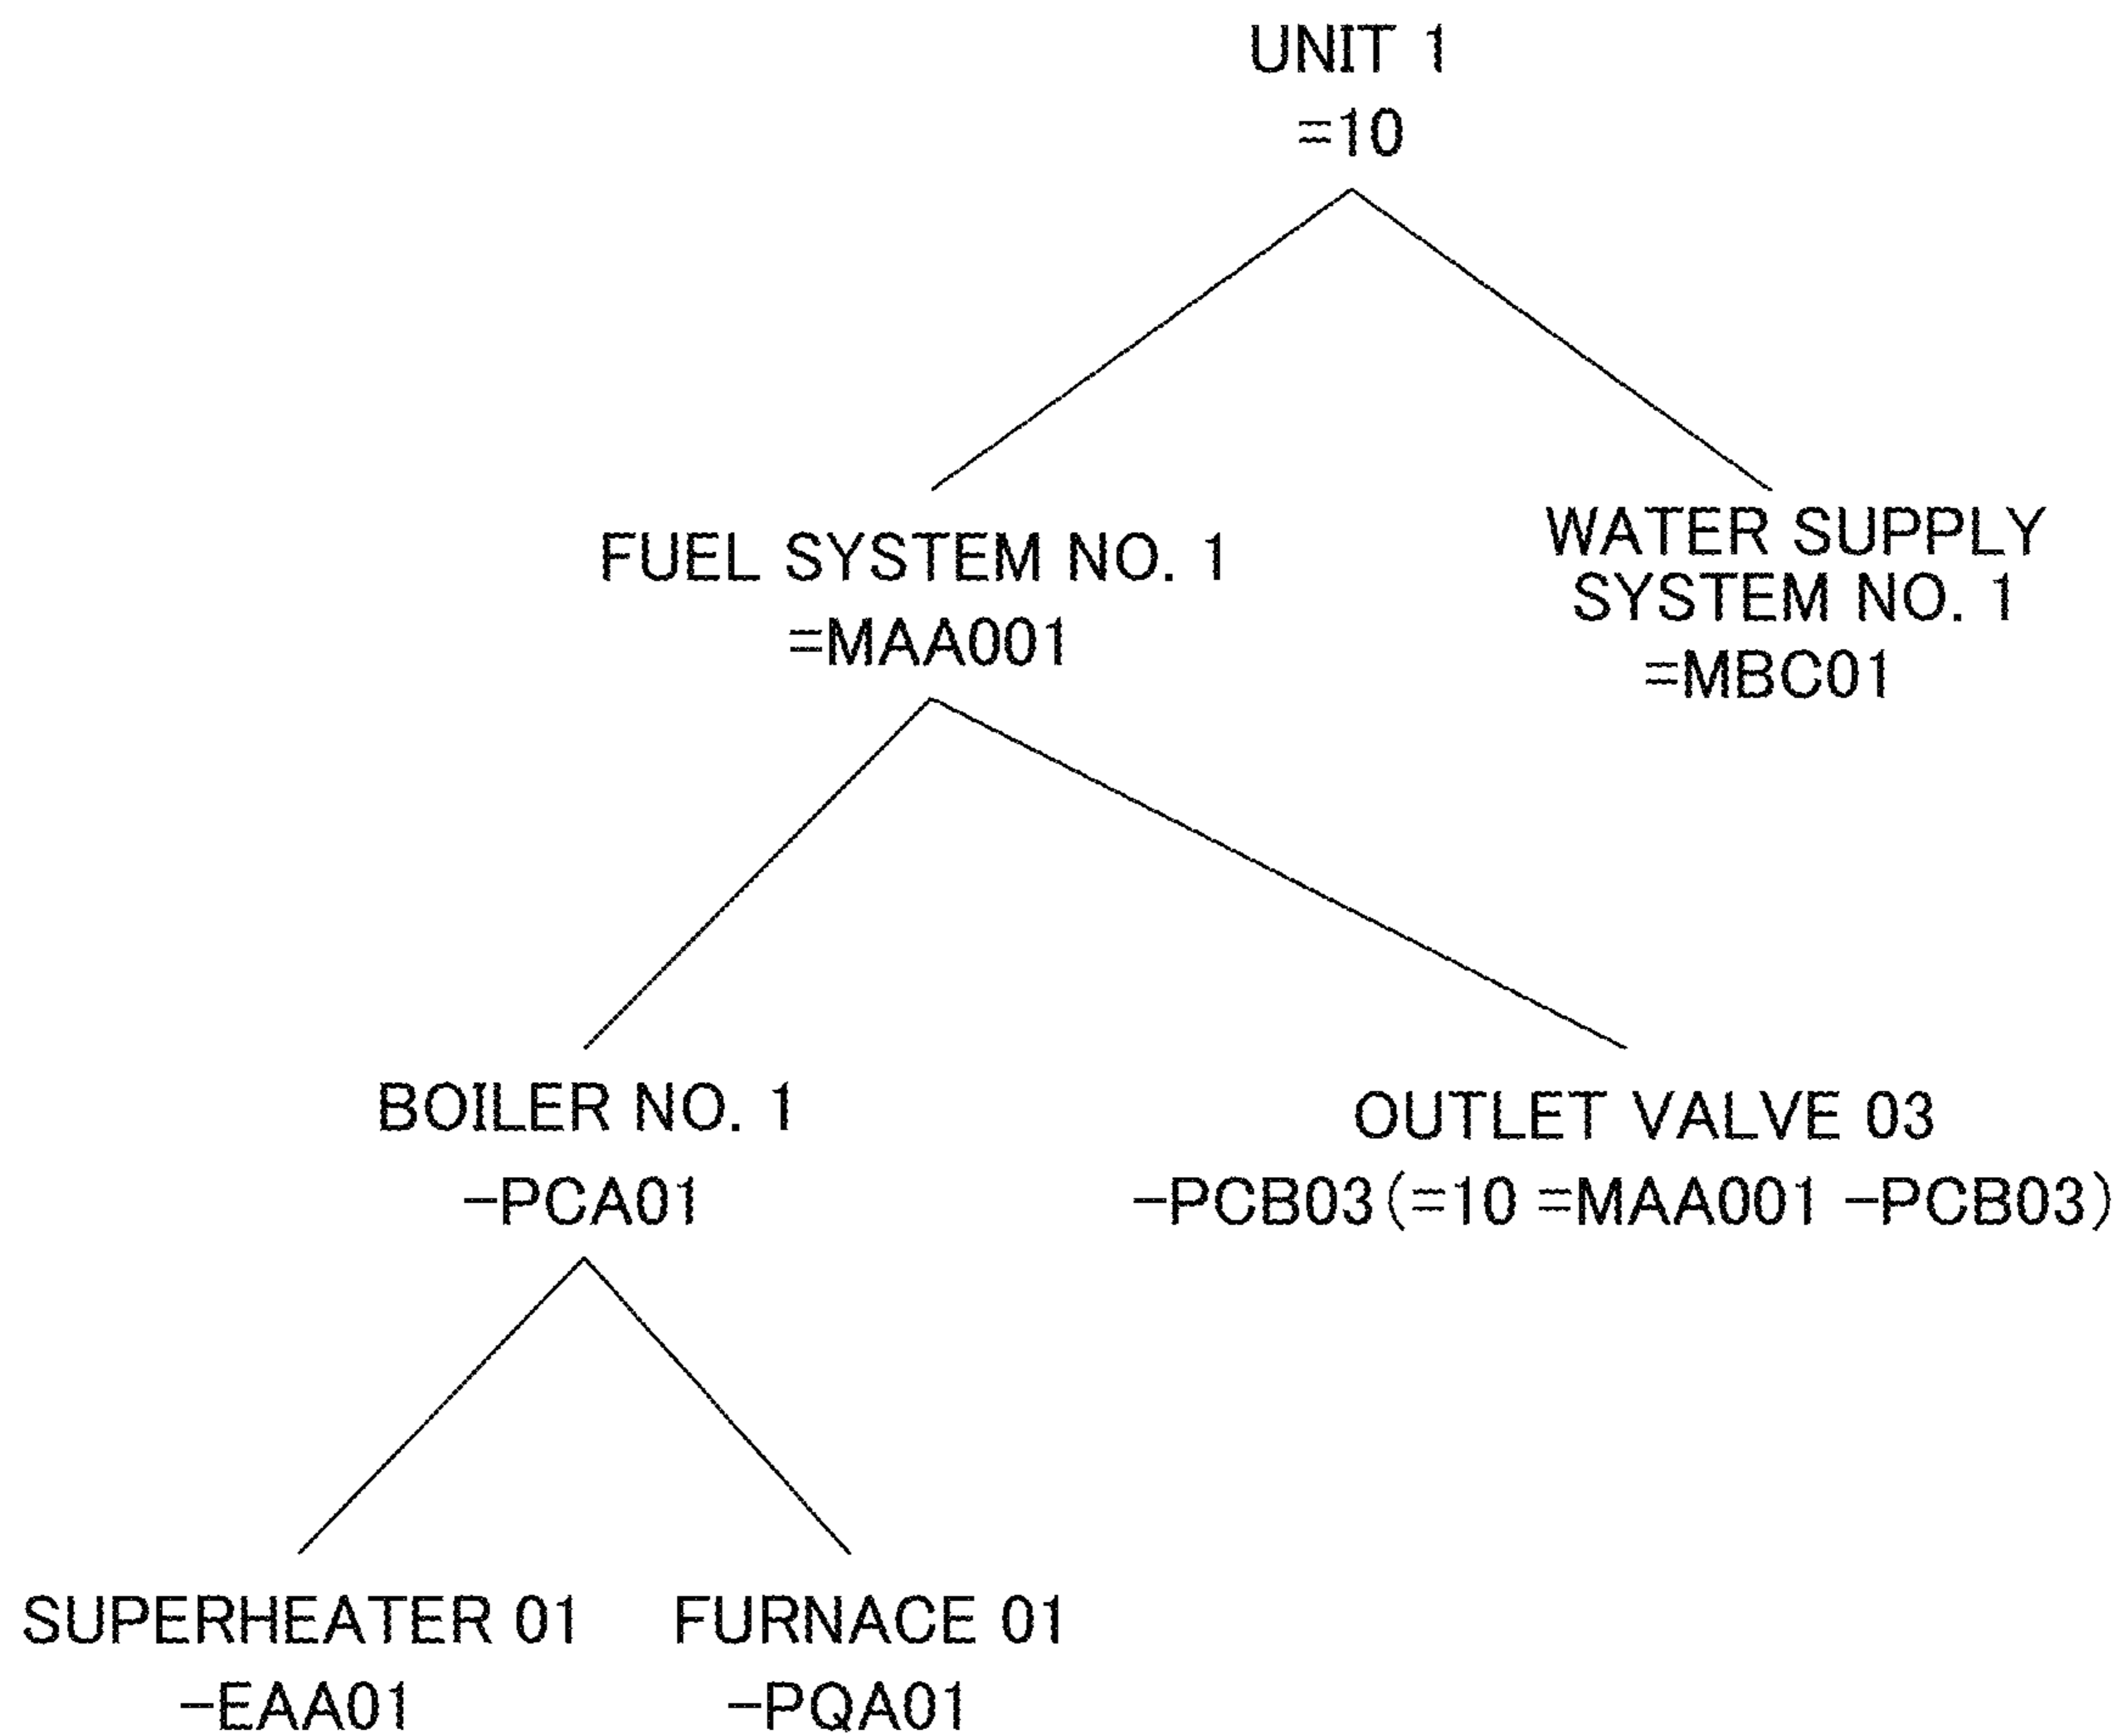 UNIT 1
=10
FUEL SYSTEM NO. 1
=MAA001
WATER SUPPLY
SYSTEM NO. 1
=MBC01
BOILER NO. 1
-PCA01
OUTLET VALVE 03
-PCB03(=10 =MAA001 -PCB03)
SUPERHEATER 01
-EAA01
FURNACE 01
-PQA01